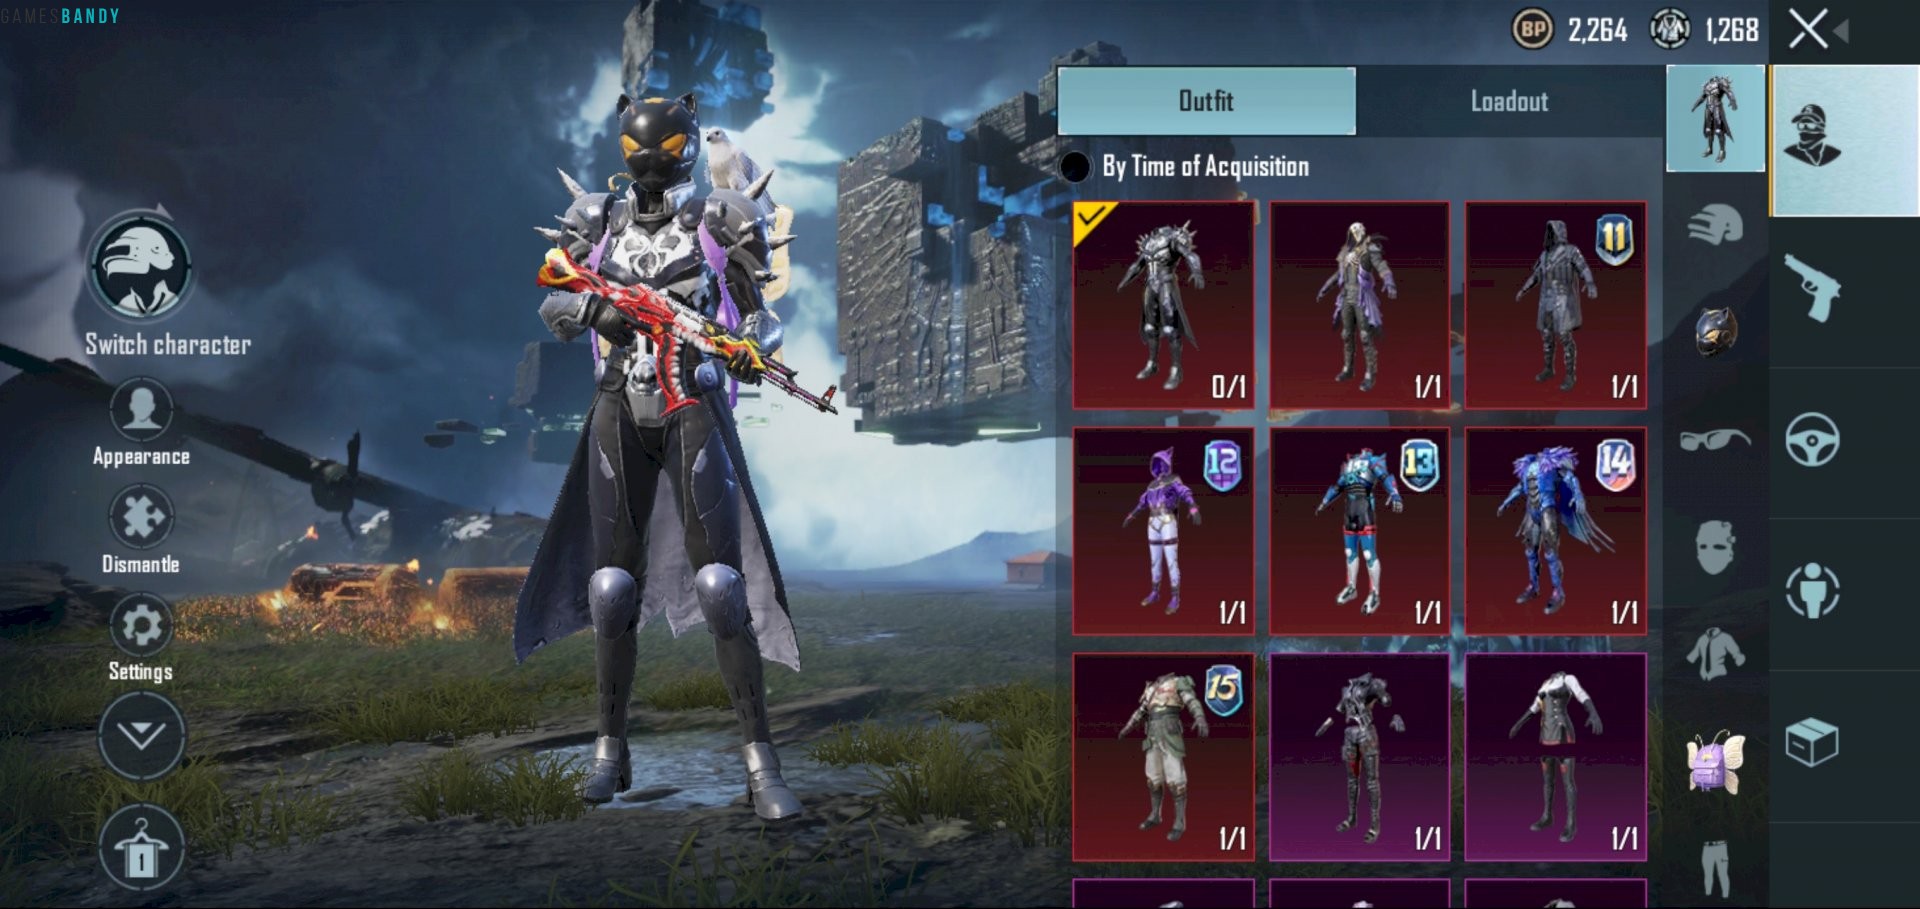 GAMESBANDY
BP 2,264 1,268
Outfit Loadout
By Time of Acquisition
0/1 1/1 11 1/1
Switch character
Appearance
12 1/1 13 1/1 14 1/1
Dismantle
Settings
15 1/1 1/1 1/1
1